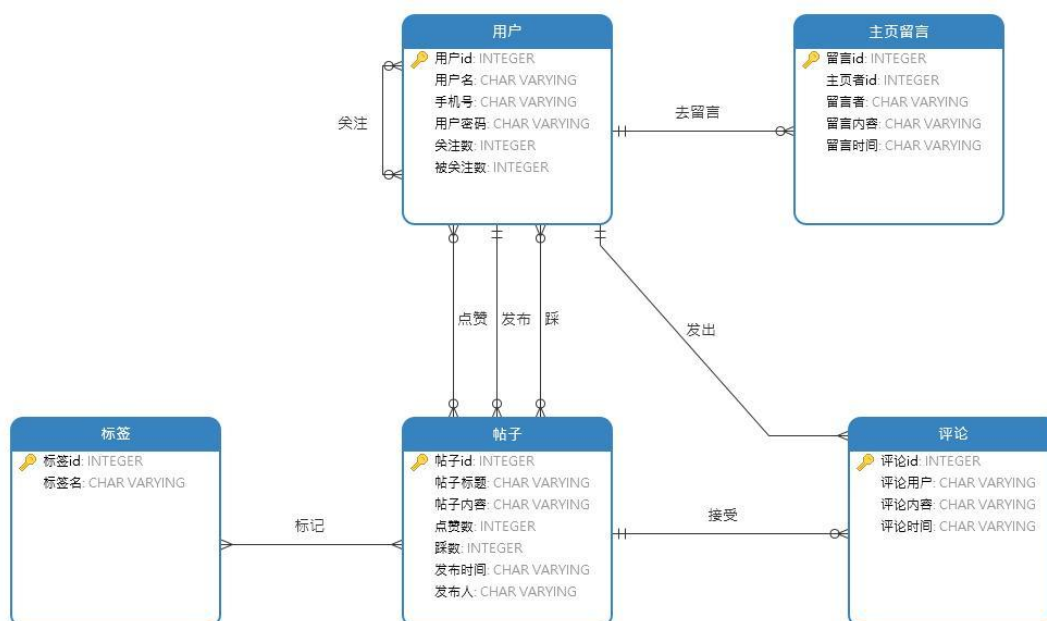 用户
用户id: INTEGER
用户名: CHAR VARYING
手机号: CHAR VARYING
用户密码: CHAR VARYING
关注数: INTEGER
被关注数: INTEGER
主页留言
留言id: INTEGER
主页者id: INTEGER
留言者: CHAR VARYING
留言内容: CHAR VARYING
留言时间: CHAR VARYING
关注
去留言
点赞
发布
踩
发出
标签
标签id: INTEGER
标签名: CHAR VARYING
标记
帖子
帖子id: INTEGER
帖子标题: CHAR VARYING
帖子内容: CHAR VARYING
点赞数: INTEGER
踩数: INTEGER
发布时间: CHAR VARYING
发布人: CHAR VARYING
接受
评论
评论id: INTEGER
评论用户: CHAR VARYING
评论内容: CHAR VARYING
评论时间: CHAR VARYING